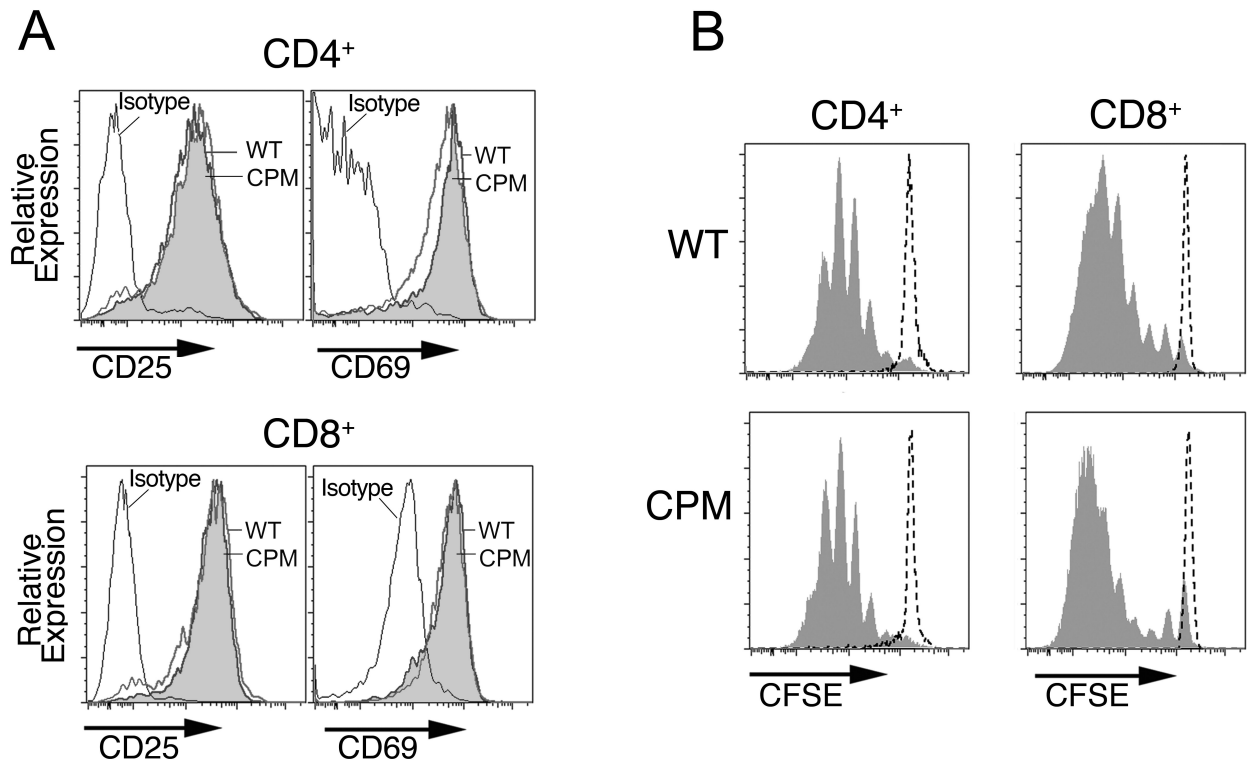 A
CD4+
Relative
Expression
Isotype
WT
CPM
CD25
Isotype
WT
CPM
CD69
CD8+
Relative
Expression
Isotype
WT
CPM
CD25
Isotype
WT
CPM
CD69
B
CD4+
CD8+
WT
CPM
CFSE
CFSE